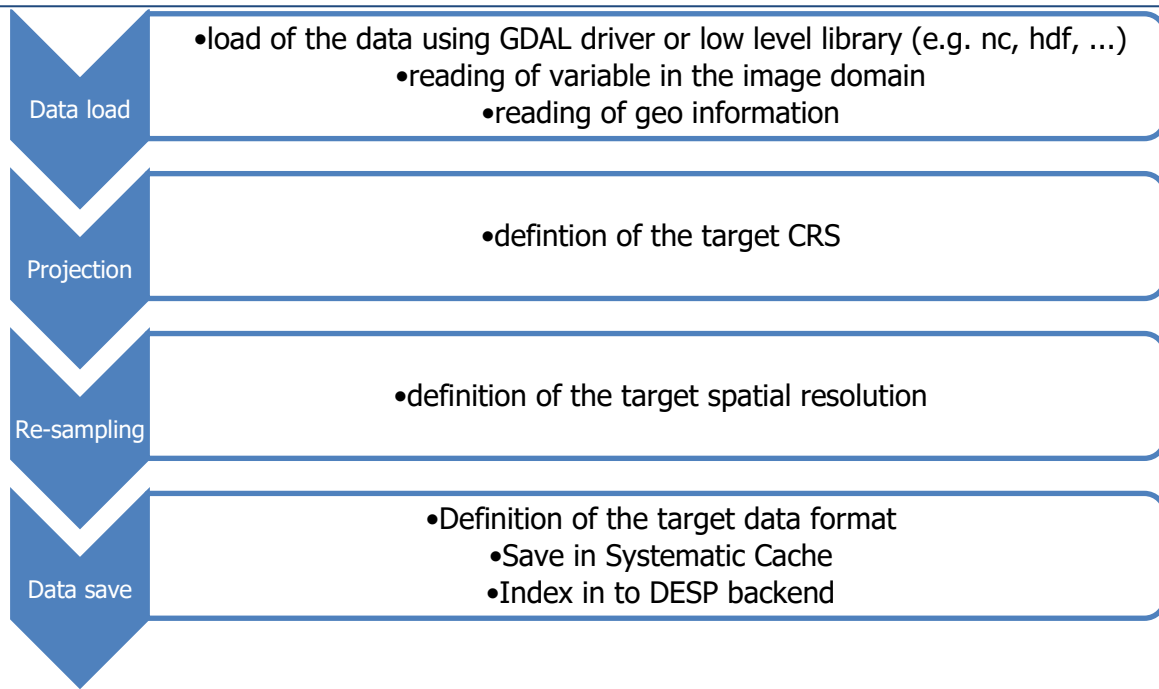 Data load
•load of the data using GDAL driver or low level library (e.g. nc, hdf, ...)
•reading of variable in the image domain
•reading of geo information
Projection
•defintion of the target CRS
Re-sampling
•definition of the target spatial resolution
Data save
•Definition of the target data format
•Save in Systematic Cache
•Index in to DESP backend